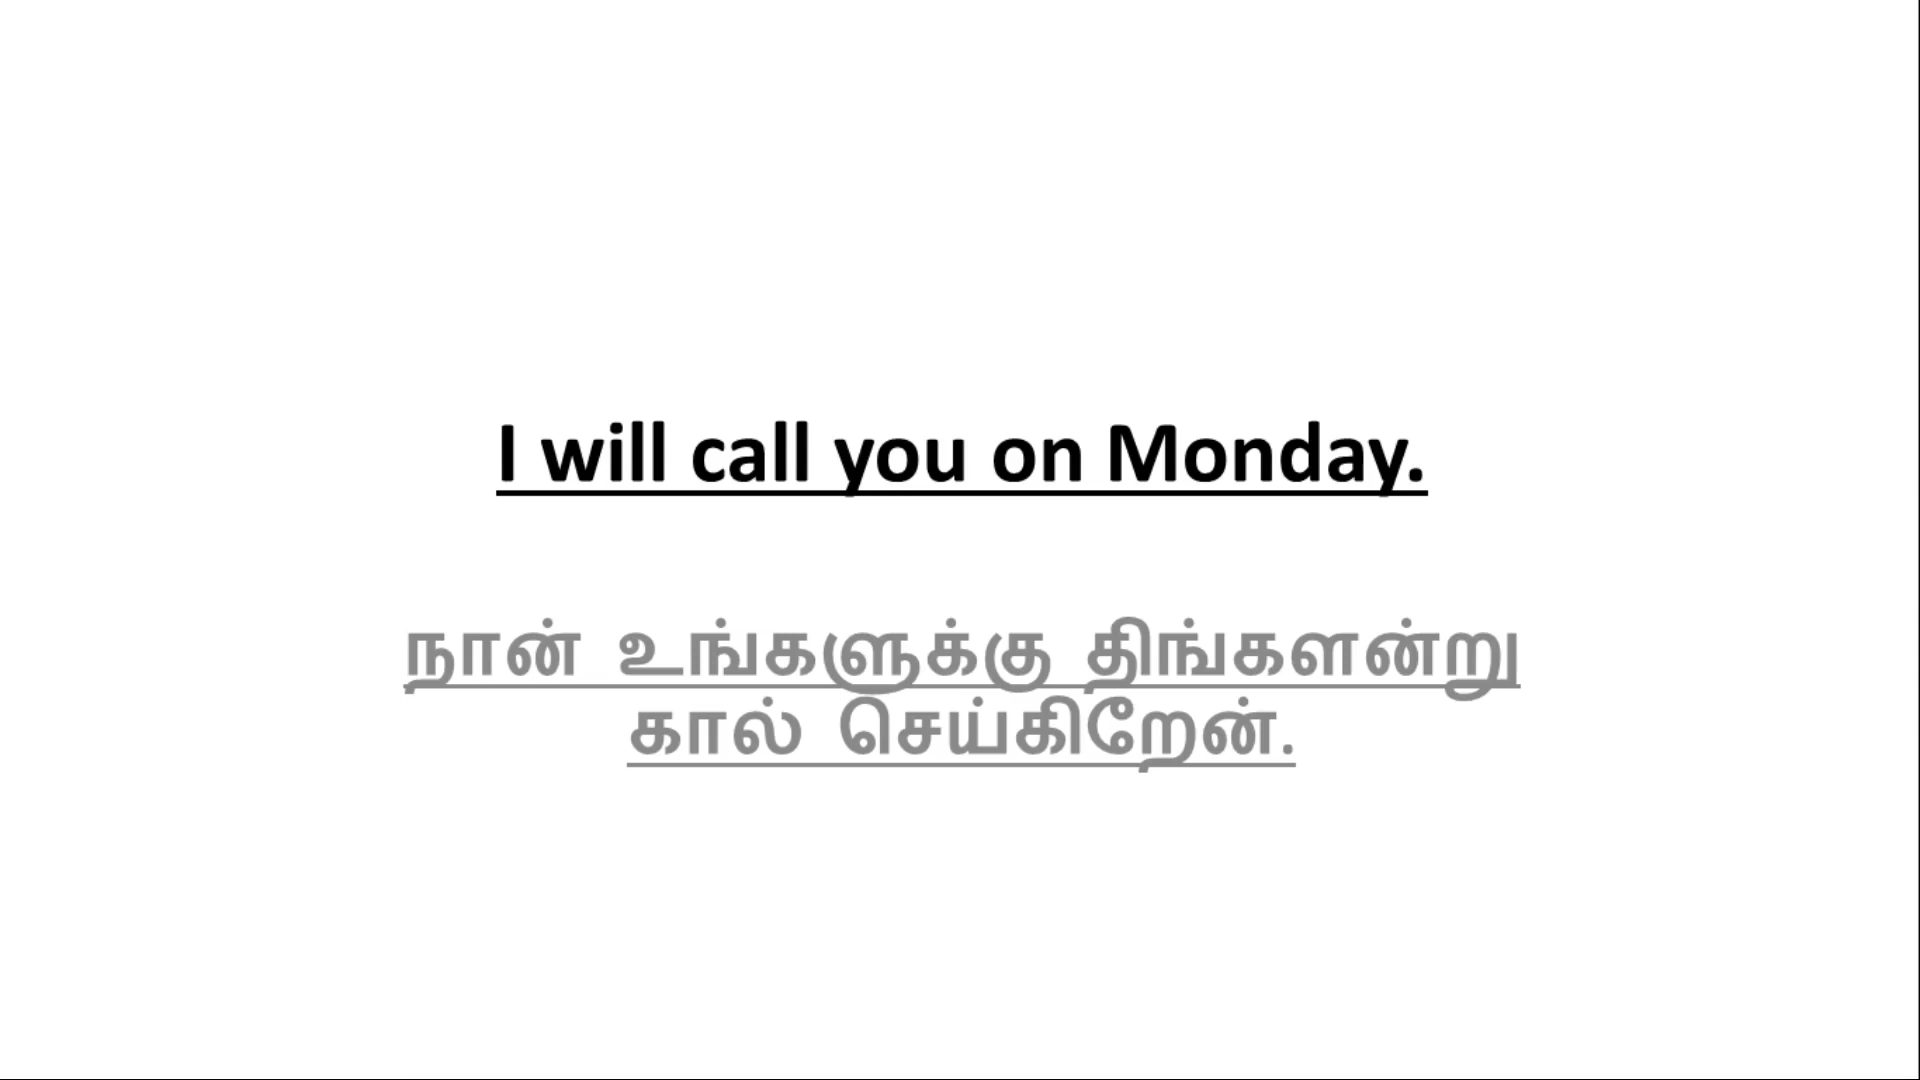 I will call you on Monday.
நான் உங்களுக்கு திங்களன்று
கால் செய்கிறேன்.